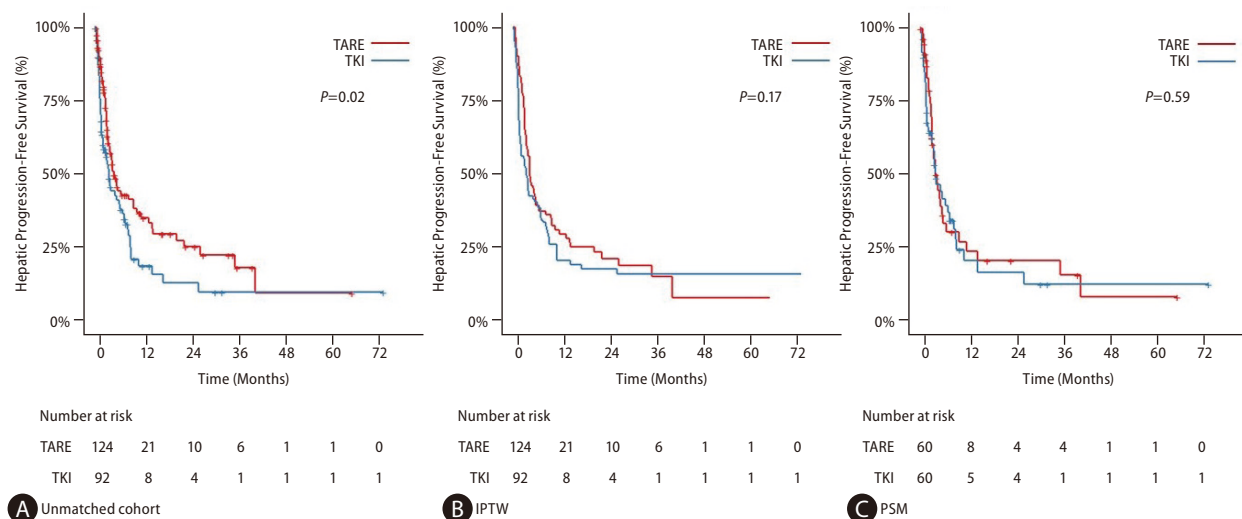 100%
75%
50%
25%
0%
Hepatic Progression-Free Survival (%)
TARE
TKI
P=0.02
0 12 24 36 48 60 72
Time (Months)
Number at risk
TARE 124 21 10 6 1 1 0
TKI 92 8 4 1 1 1 1
A Unmatched cohort
100%
75%
50%
25%
0%
Hepatic Progression-Free Survival (%)
TARE
TKI
P=0.17
0 12 24 36 48 60 72
Time (Months)
Number at risk
TARE 124 21 10 6 1 1 0
TKI 92 8 4 1 1 1 1
B IPTW
100%
75%
50%
25%
0%
Hepatic Progression-Free Survival (%)
TARE
TKI
P=0.59
0 12 24 36 48 60 72
Time (Months)
Number at risk
TARE 60 8 4 4 1 1 0
TKI 60 5 4 1 1 1 1
C PSM